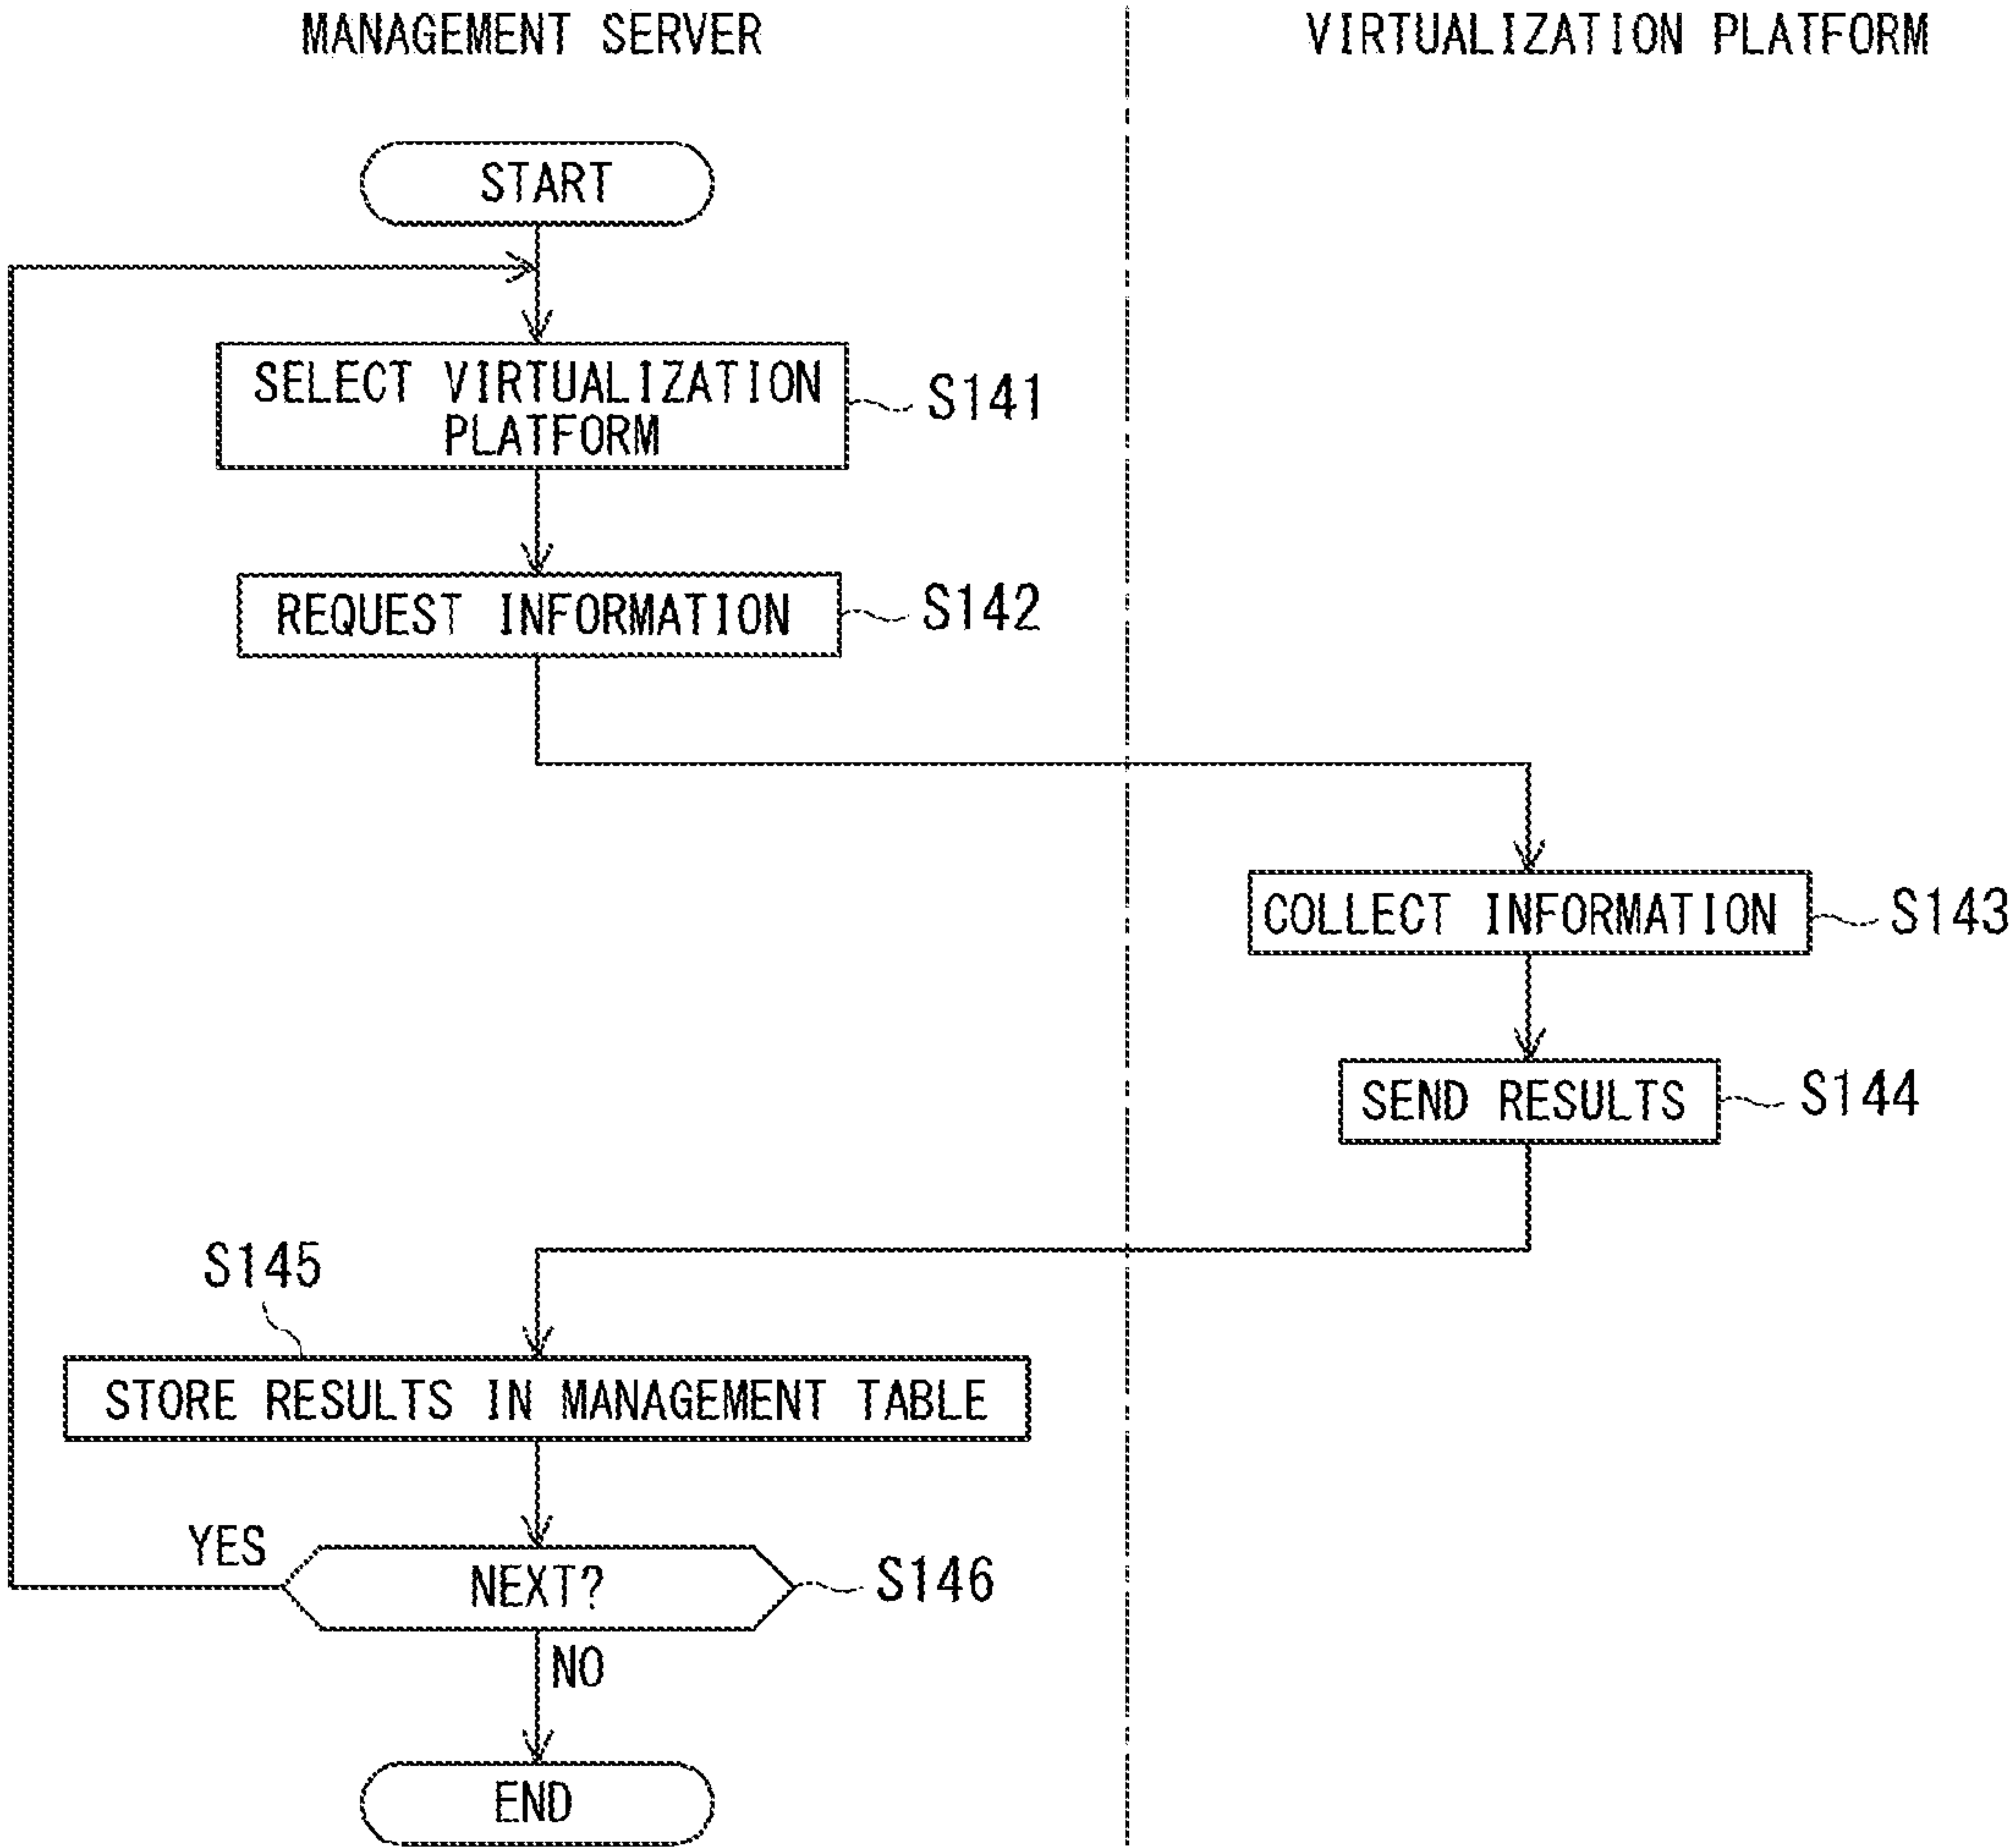 MANAGEMENT SERVER
VIRTUALIZATION PLATFORM
START
SELECT VIRTUALIZATION
PLATFORM
S141
REQUEST INFORMATION
S142
COLLECT INFORMATION
S143
SEND RESULTS
S144
S145
STORE RESULTS IN MANAGEMENT TABLE
YES
NEXT?
S146
NO
END